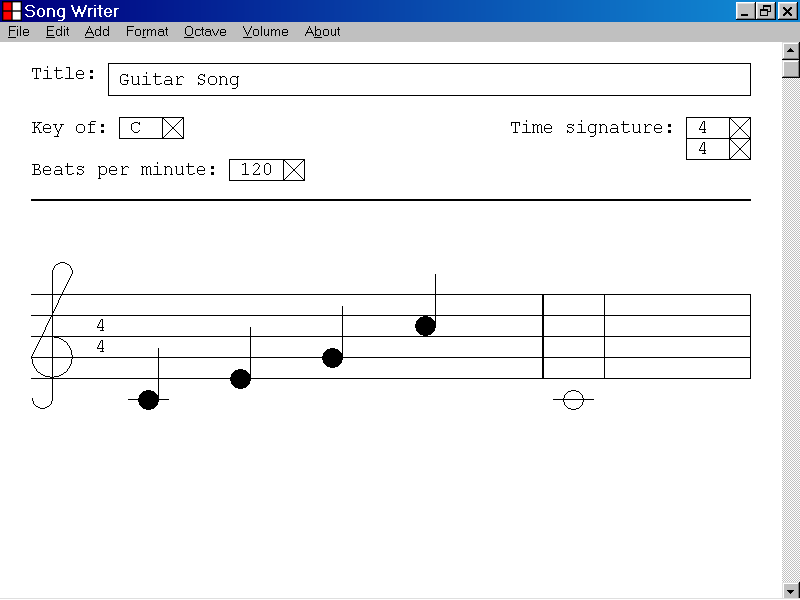 Song Writer
File Edit Add Format Octave Volume About
Title: Guitar Song
Key of: C Time signature: 4
4
Beats per minute: 120
4
4